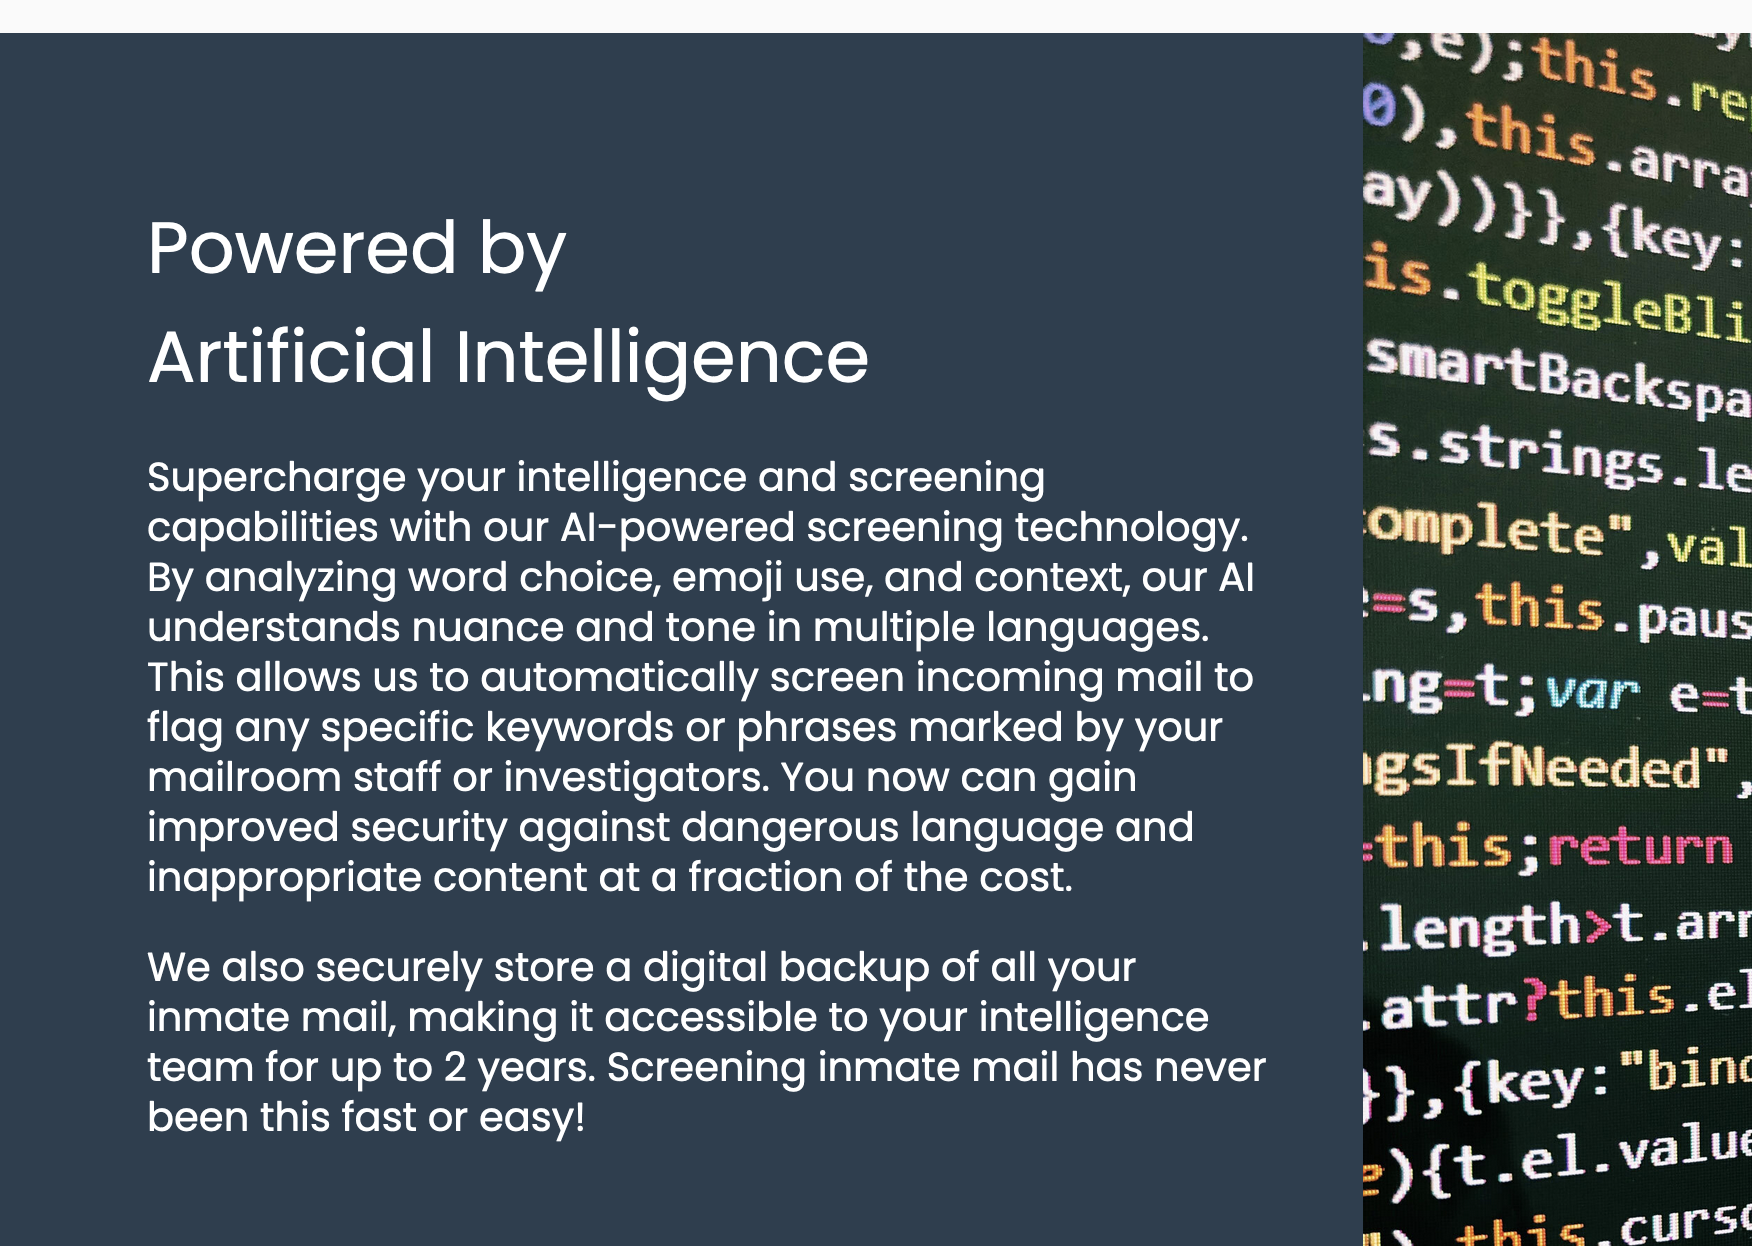 Powered by
Artificial Intelligence
Supercharge your intelligence and screening
capabilities with our AI-powered screening technology.
By analyzing word choice, emoji use, and context, our AI
understands nuance and tone in multiple languages.
This allows us to automatically screen incoming mail to
flag any specific keywords or phrases marked by your
mailroom staff or investigators. You now can gain
improved security against dangerous language and
inappropriate content at a fraction of the cost.
We also securely store a digital backup of all your
inmate mail, making it accessible to your intelligence
team for up to 2 years. Screening inmate mail has never
been this fast or easy!
,e);this.rep
0),this.array
ay))}},{key:
is.toggleBli
smartBackspa
s.strings.le
omplete",val
=s,this.paus
ng=t;var e=t
gsIfNeeded",
=this;return
.length>t.arr
.attr?this.el
}},{key:"bind
){t.el.value
this.curso